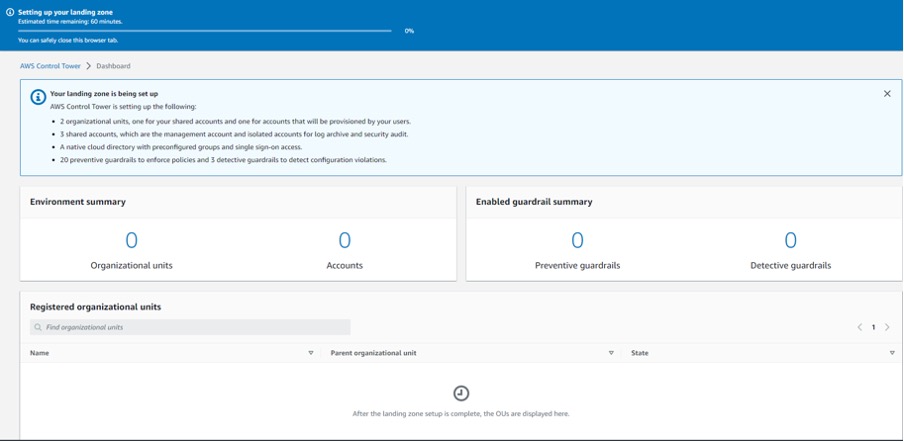 Setting up your landing zone
Estimated time remaining: 60 minutes.
0%
You can safely close this browser tab.
AWS Control Tower > Dashboard
Your landing zone is being set up
AWS Control Tower is setting up the following:
• 2 organizational units, one for your shared accounts and one for accounts that will be provisioned by your users.
• 3 shared accounts, which are the management account and isolated accounts for log archive and security audit.
• A native cloud directory with preconfigured groups and single sign-on access.
• 20 preventive guardrails to enforce policies and 3 detective guardrails to detect configuration violations.
Environment summary
0 0
Organizational units Accounts
Enabled guardrail summary
0 0
Preventive guardrails Detective guardrails
Registered organizational units
Find organizational units
< 1 >
Name Parent organizational unit State
After the landing zone setup is complete, the OUs are displayed here.